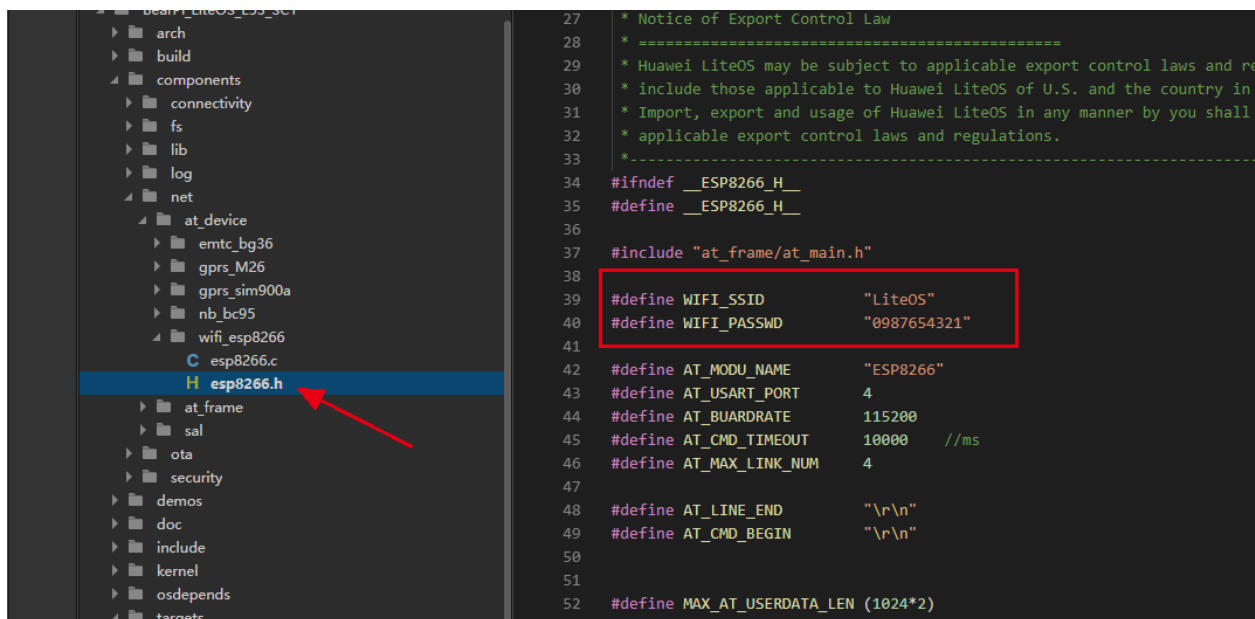 arch
build
components
connectivity
fs
lib
log
net
at_device
emtc_bg36
gprs_M26
gprs_sim900a
nb_bc95
wifi_esp8266
C esp8266.c
H esp8266.h
at_frame
sal
ota
security
demos
doc
include
kernel
osdepends
targets
27 * Notice of Export Control Law
28 * ===============================================
29 * Huawei LiteOS may be subject to applicable export control laws and re
30 * include those applicable to Huawei LiteOS of U.S. and the country in
31 * Import, export and usage of Huawei LiteOS in any manner by you shall
32 * applicable export control laws and regulations.
33 *---------------------------------------------------------------------------
34 #ifndef __ESP8266_H__
35 #define __ESP8266_H__
36
37 #include "at_frame/at_main.h"
38
39 #define WIFI_SSID "LiteOS"
40 #define WIFI_PASSWD "0987654321"
41
42 #define AT_MODU_NAME "ESP8266"
43 #define AT_USART_PORT 4
44 #define AT_BUARDRATE 115200
45 #define AT_CMD_TIMEOUT 10000 //ms
46 #define AT_MAX_LINK_NUM 4
47
48 #define AT_LINE_END "\r\n"
49 #define AT_CMD_BEGIN "\r\n"
50
51
52 #define MAX_AT_USERDATA_LEN (1024*2)